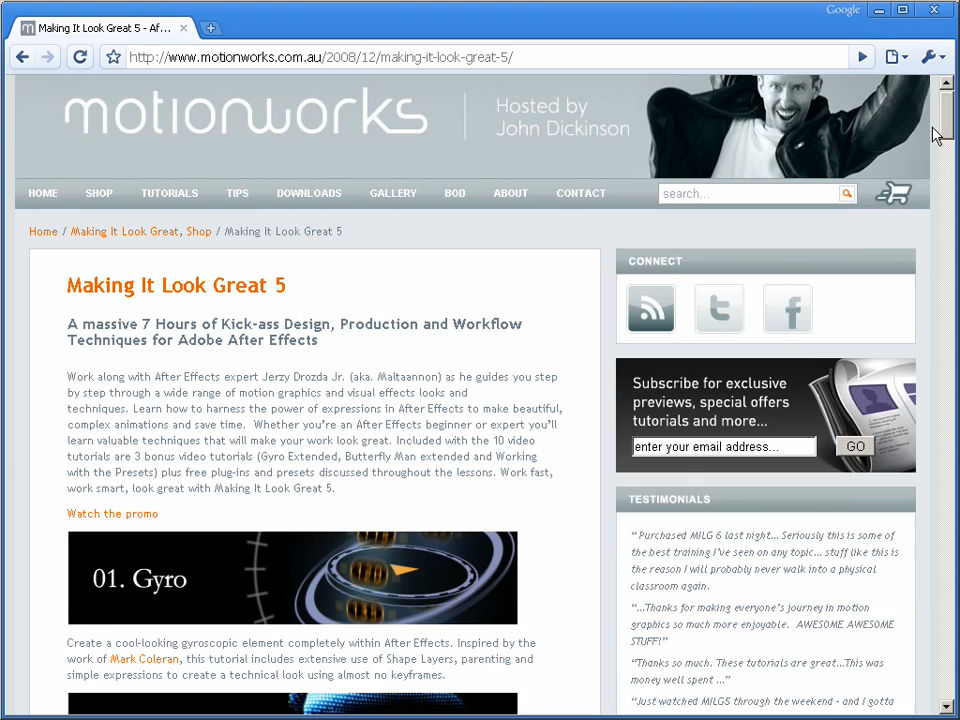 Google
Making It Look Great 5 - Af...
http://www.motionworks.com.au/2008/12/making-it-look-great-5/
motionworks
Hosted by
John Dickinson
HOME SHOP TUTORIALS TIPS DOWNLOADS GALLERY BOD ABOUT CONTACT
search...
Home / Making It Look Great, Shop / Making It Look Great 5
Making It Look Great 5
A massive 7 Hours of Kick-ass Design, Production and Workflow
Techniques for Adobe After Effects
Work along with After Effects expert Jerzy Drozda Jr. (aka. Maltaannon) as he guides you step
by step through a wide range of motion graphics and visual effects looks and
techniques. Learn how to harness the power of expressions in After Effects to make beautiful,
complex animations and save time.  Whether you're an After Effects beginner or expert you'll
learn valuable techniques that will make your work look great. Included with the 10 video
tutorials are 3 bonus video tutorials (Gyro Extended, Butterfly Man extended and Working
with the Presets) plus free plug-ins and presets discussed throughout the lessons. Work fast,
work smart, look great with Making It Look Great 5.
Watch the promo
01. Gyro
Create a cool-looking gyroscopic element completely within After Effects. Inspired by the
work of Mark Coleran, this tutorial includes extensive use of Shape Layers, parenting and
simple expressions to create a technical look using almost no keyframes.
CONNECT
Subscribe for exclusive
previews, special offers
tutorials and more...
enter your email address...
GO
TESTIMONIALS
“Purchased MILG 6 last night... Seriously this is some of
the best training I've seen on any topic... stuff like this is
the reason I will probably never walk into a physical
classroom again.
“...Thanks for making everyone's journey in motion
graphics so much more enjoyable.  AWESOME AWESOME
STUFF!”
“Thanks so much. These tutorials are great...This was
money well spent ...”
“Just watched MILG5 through the weekend - and I gotta